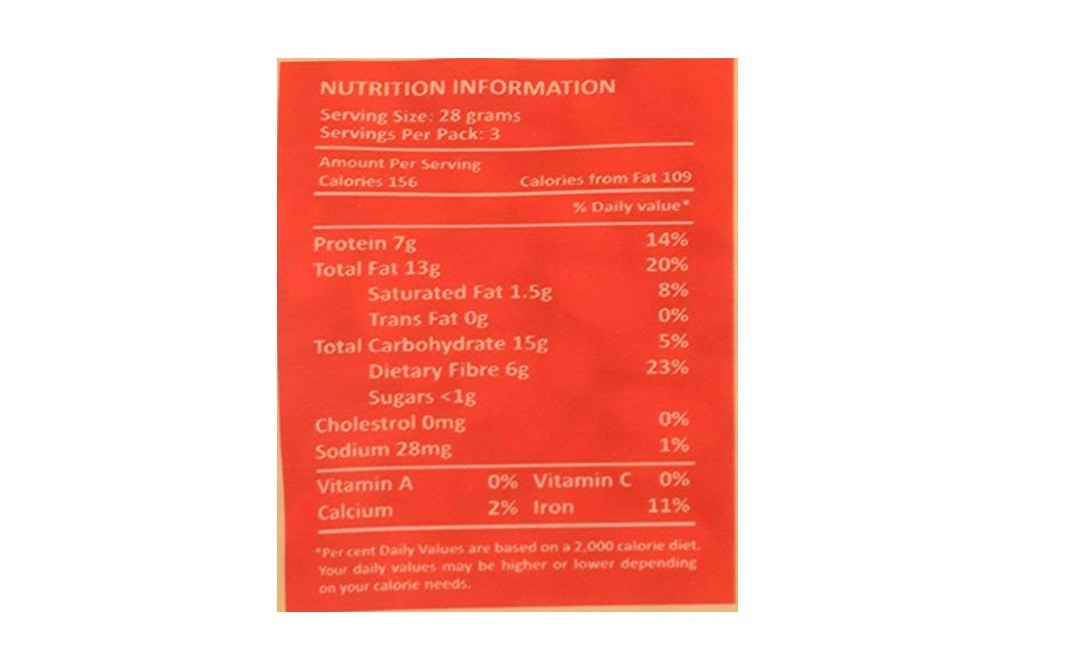 NUTRITION INFORMATION
Serving Size: 28 grams
Servings Per Pack: 3
Amount Per Serving
Calories 156 Calories from Fat 109
% Daily value*
Protein 7g 14%
Total Fat 13g 20%
Saturated Fat 1.5g 8%
Trans Fat 0g 0%
Total Carbohydrate 15g 5%
Dietary Fibre 6g 23%
Sugars <1g
Cholestrol 0mg 0%
Sodium 28mg 1%
Vitamin A 0% Vitamin C 0%
Calcium 2% Iron 11%
*Per cent Daily Values are based on a 2,000 calorie diet.
Your daily values may be higher or lower depending
on your calorie needs.